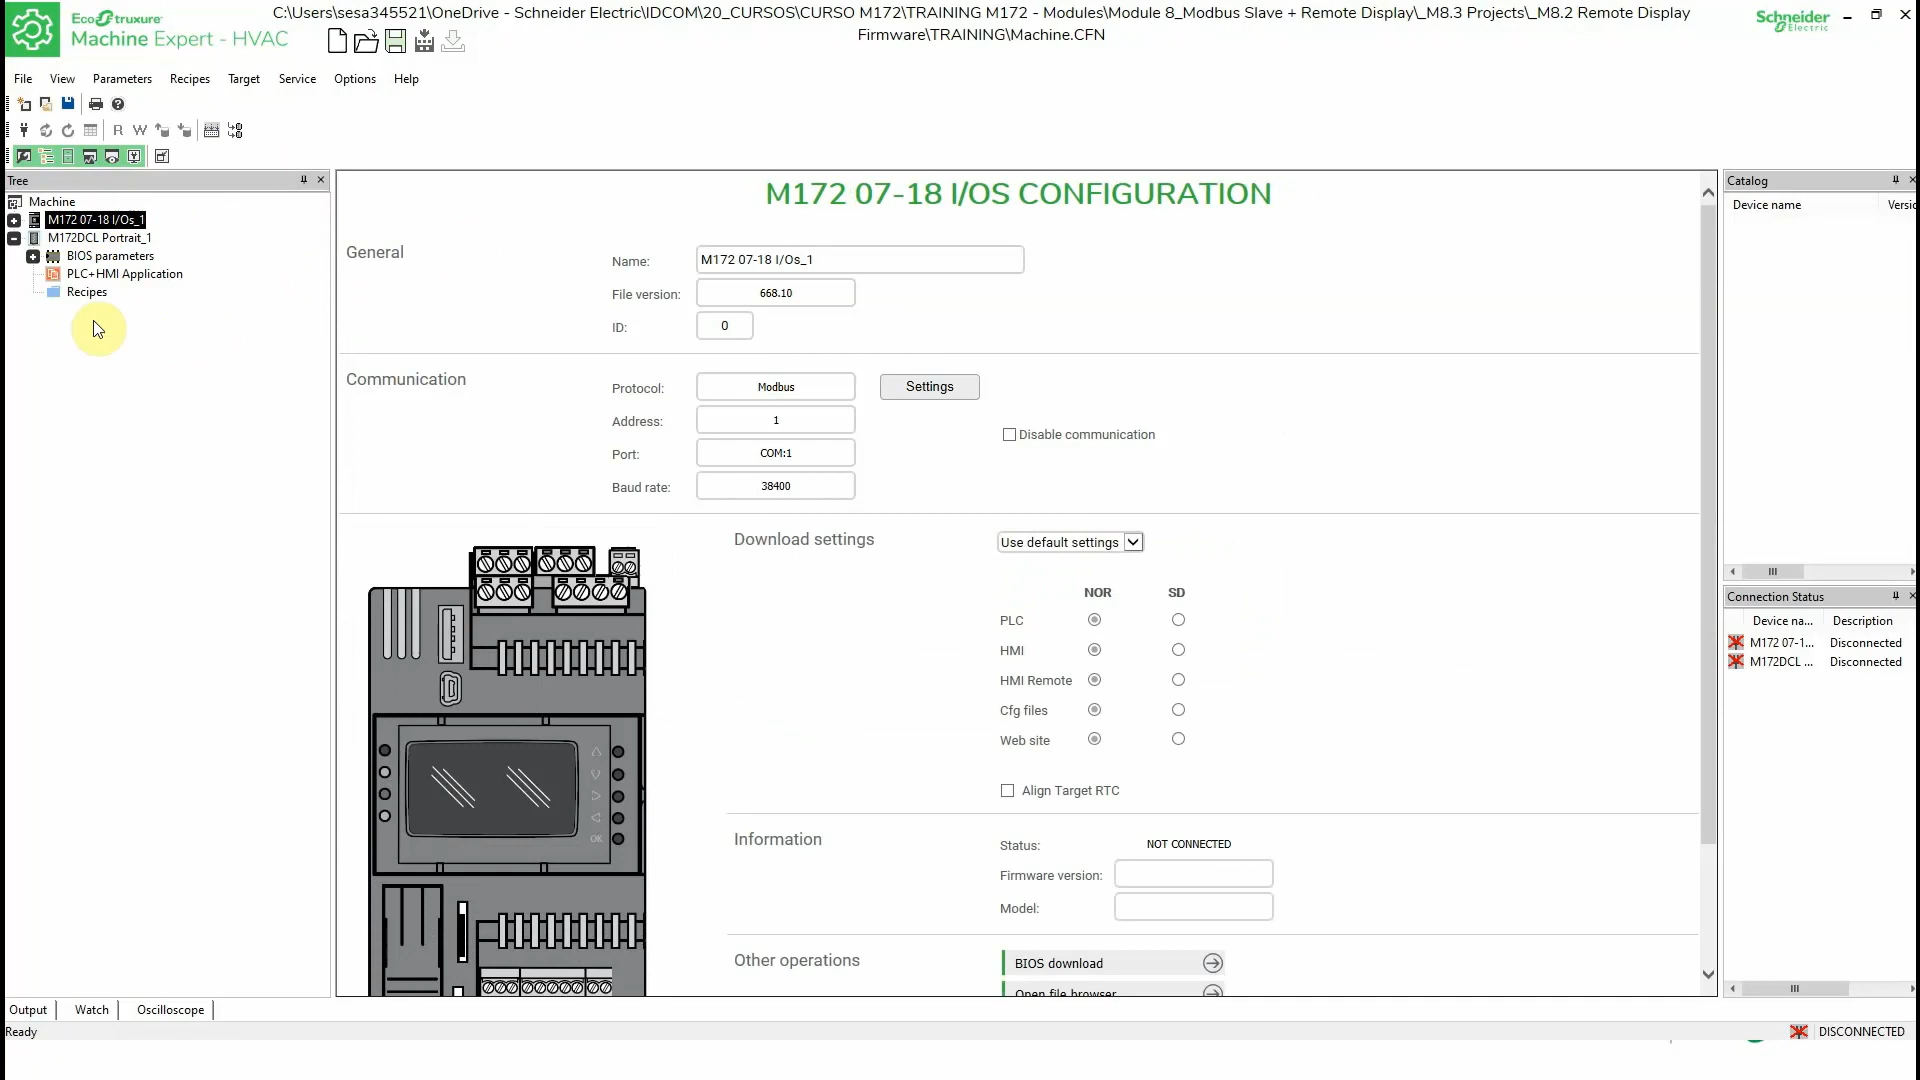 EcoStruxure
Machine Expert - HVAC
C:\Users\sesa345521\OneDrive - Schneider Electric\IDCOM\20_CURSOS\CURSO M172\TRAINING M172 - Modules\Module 8_Modbus Slave + Remote Display\_M8.3 Projects\_M8.2 Remote Display
Firmware\TRAINING\Machine.CFN
Schneider
Electric
File View Parameters Recipes Target Service Options Help
R W
Tree
Machine
M172 07-18 I/Os_1
M172DCL Portrait_1
BIOS parameters
PLC+HMI Application
Recipes
M172 07-18 I/OS CONFIGURATION
General
Name: M172 07-18 I/Os_1
File version: 668.10
ID: 0
Communication
Protocol: Modbus Settings
Address: 1
Disable communication
Port: COM:1
Baud rate: 38400
Download settings Use default settings
NOR SD
PLC
HMI
HMI Remote
Cfg files
Web site
Align Target RTC
OK
Information
Status: NOT CONNECTED
Firmware version:
Model:
Other operations
BIOS download
Open file browser
Catalog
Device name Versic
Connection Status
Device na... Description
M172 07-1... Disconnected
M172DCL ... Disconnected
Output Watch Oscilloscope
Ready
DISCONNECTED